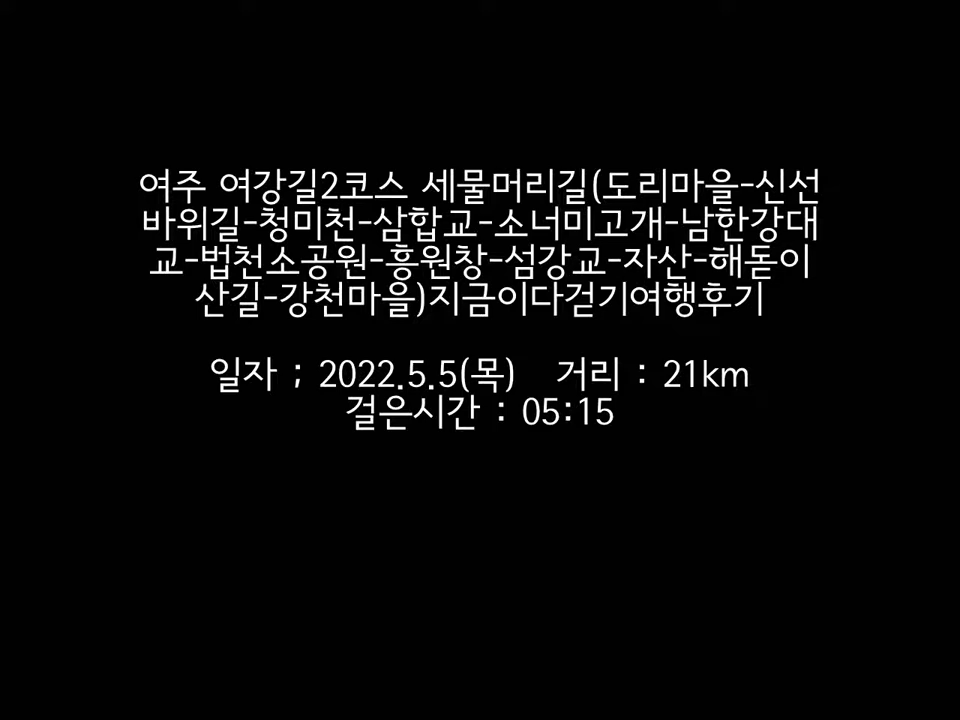 여주 여강길2코스 세물머리길(도리마을-신선
바위길-청미천-삼합교-소너미고개-남한강대
교-법천소공원-흥원창-섬강교-자산-해돋이
산길-강천마을)지금이다걷기여행후기
일자 ; 2022.5.5(목) 거리 : 21km
걸은시간 : 05:15